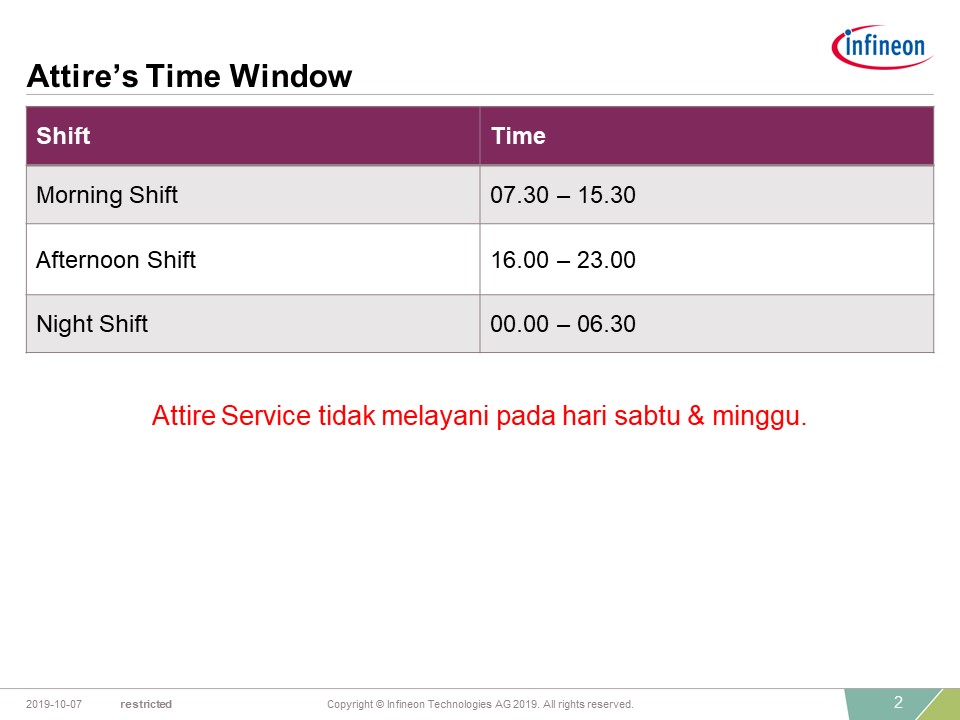 infineon
Attire’s Time Window
Shift Time
Morning Shift 07.30 – 15.30
Afternoon Shift 16.00 – 23.00
Night Shift 00.00 – 06.30
Attire Service tidak melayani pada hari sabtu & minggu.
2019-10-07 restricted Copyright © Infineon Technologies AG 2019. All rights reserved. 2